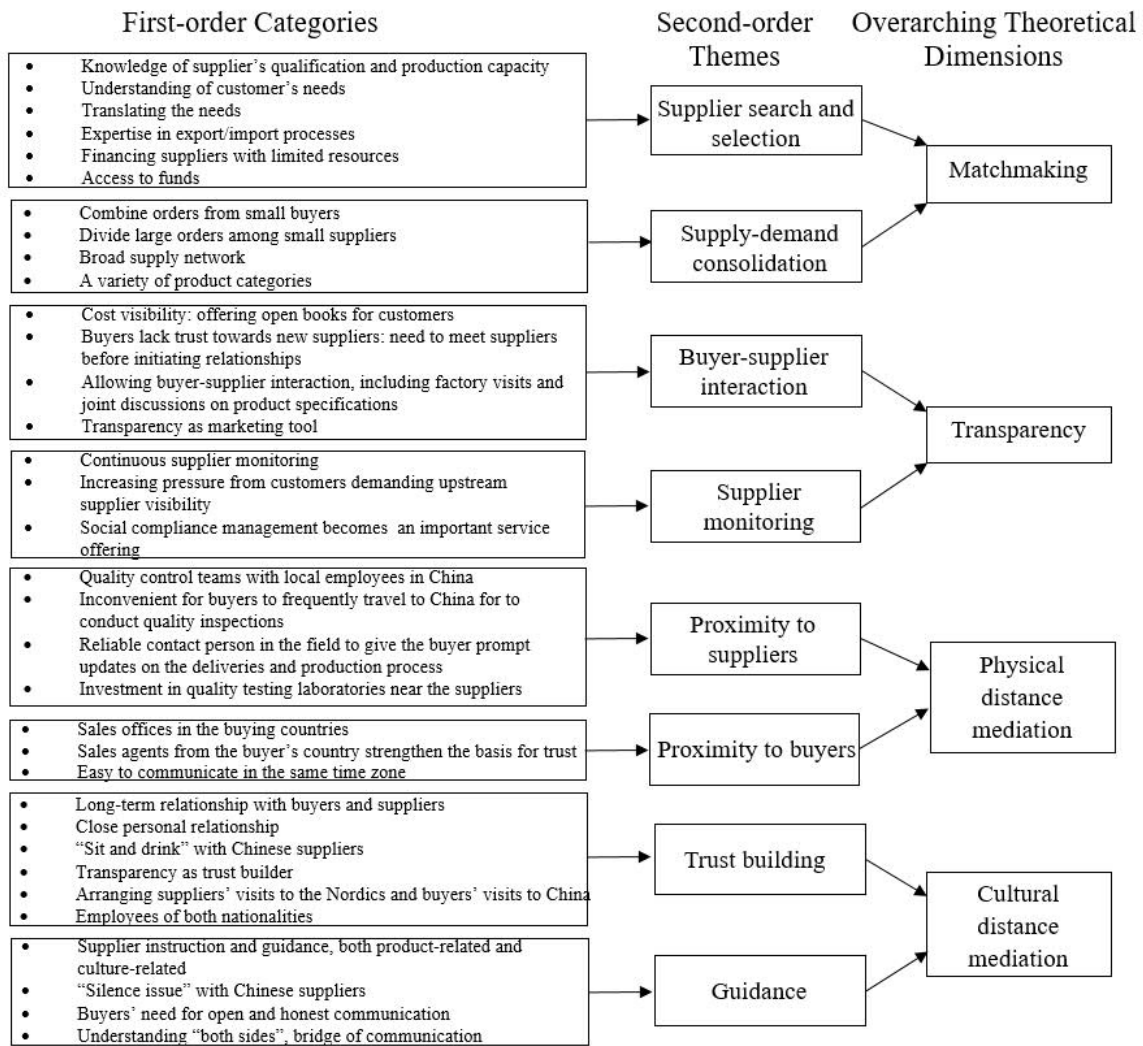 First-order Categories
Second-order
Themes
Overarching Theoretical
Dimensions
• Knowledge of supplier's qualification and production capacity
• Understanding of customer's needs
• Translating the needs
• Expertise in export/import processes
• Financing suppliers with limited resources
• Access to funds
Supplier search and
selection
Matchmaking
• Combine orders from small buyers
• Divide large orders among small suppliers
• Broad supply network
• A variety of product categories
Supply-demand
consolidation
• Cost visibility: offering open books for customers
• Buyers lack trust towards new suppliers: need to meet suppliers
before initiating relationships
• Allowing buyer-supplier interaction, including factory visits and
joint discussions on product specifications
• Transparency as marketing tool
Buyer-supplier
interaction
Transparency
• Continuous supplier monitoring
• Increasing pressure from customers demanding upstream
supplier visibility
• Social compliance management becomes an important service
offering
Supplier
monitoring
• Quality control teams with local employees in China
• Inconvenient for buyers to frequently travel to China for to
conduct quality inspections
• Reliable contact person in the field to give the buyer prompt
updates on the deliveries and production process
• Investment in quality testing laboratories near the suppliers
Proximity to
suppliers
Physical
distance
mediation
• Sales offices in the buying countries
• Sales agents from the buyer's country strengthen the basis for trust
• Easy to communicate in the same time zone
Proximity to buyers
• Long-term relationship with buyers and suppliers
• Close personal relationship
• “Sit and drink” with Chinese suppliers
• Transparency as trust builder
• Arranging suppliers' visits to the Nordics and buyers' visits to China
• Employees of both nationalities
Trust building
Cultural
distance
mediation
• Supplier instruction and guidance, both product-related and
culture-related
• “Silence issue” with Chinese suppliers
• Buyers' need for open and honest communication
• Understanding “both sides”, bridge of communication
Guidance